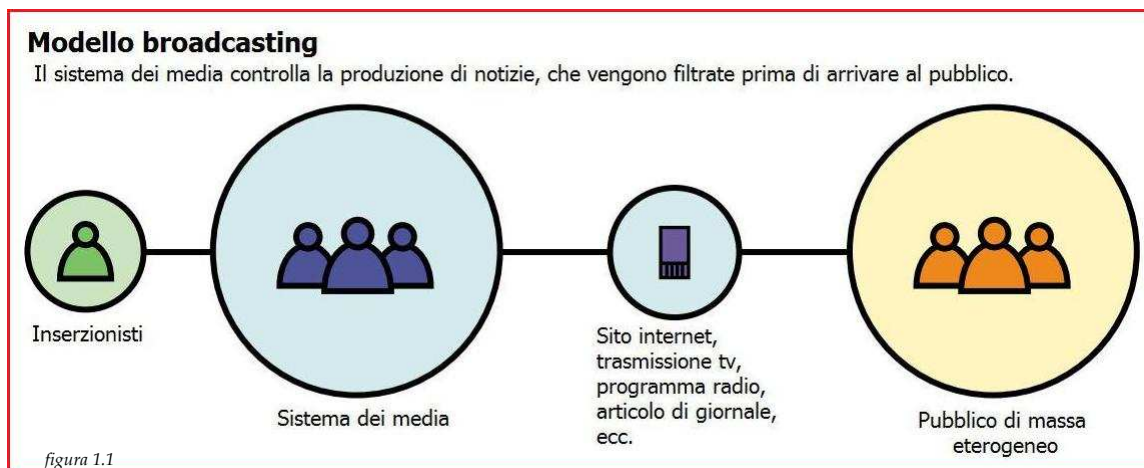 Modello broadcasting
Il sistema dei media controlla la produzione di notizie, che vengono filtrate prima di arrivare al pubblico.
Inserzionisti
Sistema dei media
Sito internet,
trasmissione tv,
programma radio,
articolo di giornale,
ecc.
Pubblico di massa
eterogeneo
figura 1.1